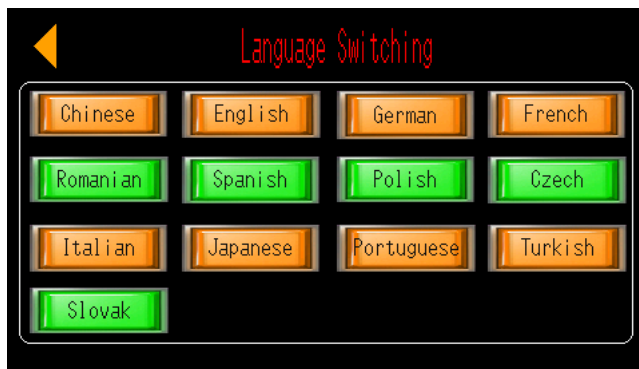 Language Switching
Chinese English German French
Romanian Spanish Polish Czech
Italian Japanese Portuguese Turkish
Slovak